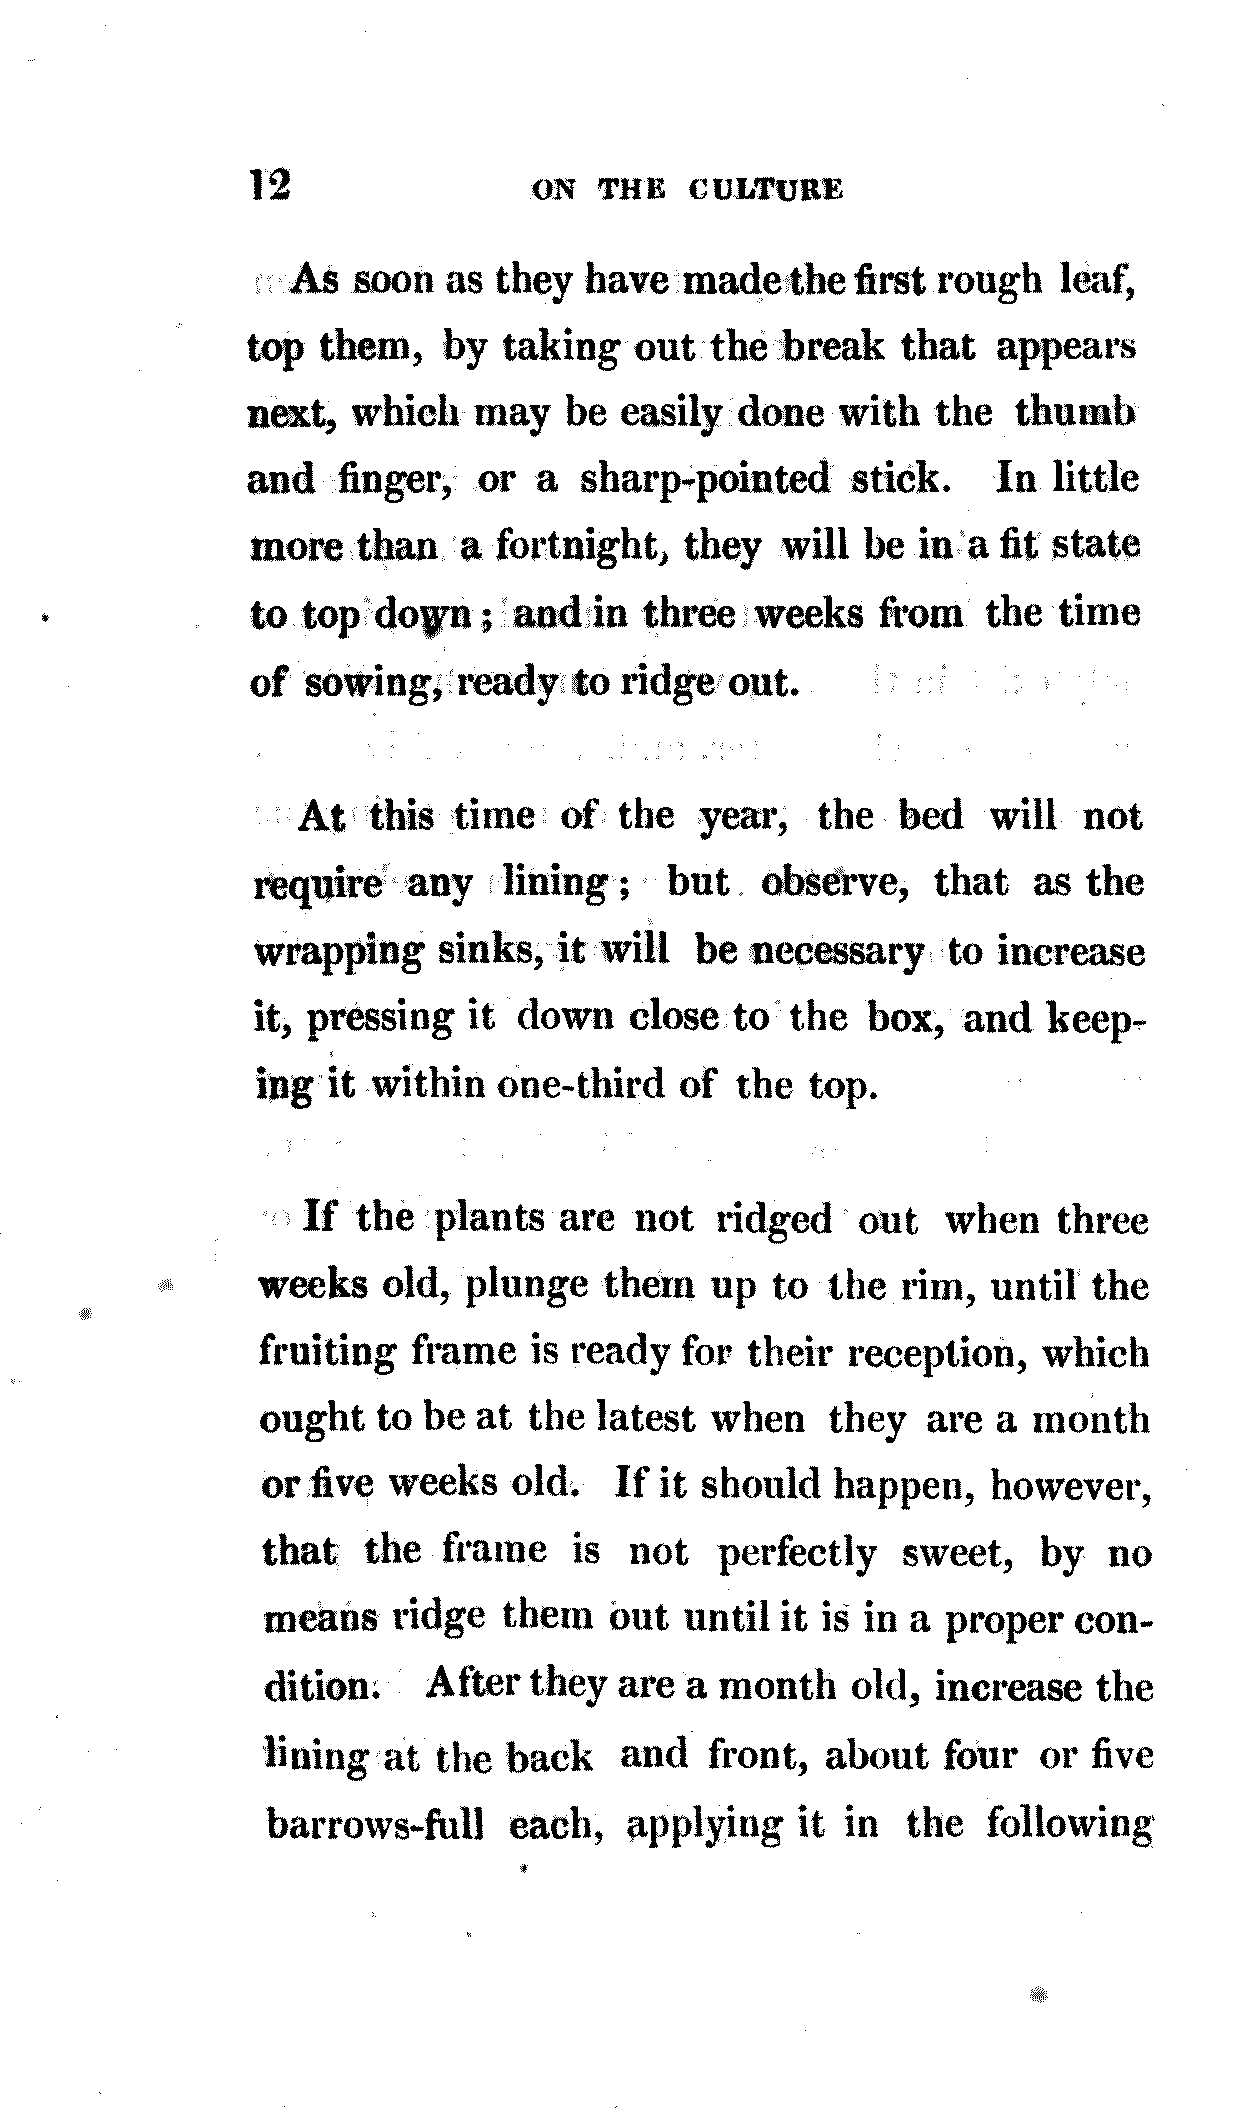 12 ON THE CULTURE
As soon as they have made the first rough leaf,
top them, by taking out the break that appears
next, which may be easily done with the thumb
and finger, or a sharp-pointed stick. In little
more than a fortnight, they will be in a fit state
to top down; and in three weeks from the time
of sowing, ready to ridge out.
At this time of the year, the bed will not
require any lining; but observe, that as the
wrapping sinks, it will be necessary to increase
it, pressing it down close to the box, and keep-
ing it within one-third of the top.
If the plants are not ridged out when three
weeks old, plunge them up to the rim, until the
fruiting frame is ready for their reception, which
ought to be at the latest when they are a month
or five weeks old. If it should happen, however,
that the frame is not perfectly sweet, by no
means ridge them out until it is in a proper con-
dition. After they are a month old, increase the
lining at the back and front, about four or five
barrows-full each, applying it in the following